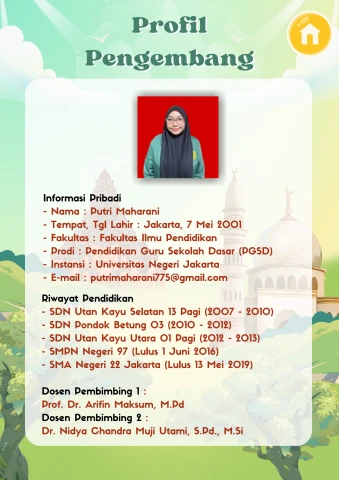 Profil
Pengembang
Informasi Pribadi
- Nama : Putri Maharani
- Tempat, Tgl Lahir : Jakarta, 7 Mei 2001
- Fakultas : Fakultas Ilmu Pendidikan
- Prodi : Pendidikan Guru Sekolah Dasar (PGSD)
- Instansi : Universitas Negeri Jakarta
- E-mail : putrimaharani775@gmail.com
Riwayat Pendidikan
- SDN Utan Kayu Selatan 13 Pagi (2007 - 2010)
- SDN Pondok Betung 03 (2010 - 2012)
- SDN Utan Kayu Utara 01 Pagi (2012 - 2013)
- SMPN Negeri 97 (Lulus 1 Juni 2016)
- SMA Negeri 22 Jakarta (Lulus 13 Mei 2019)
Dosen Pembimbing 1 :
Prof. Dr. Arifin Maksum, M.Pd
Dosen Pembimbing 2 :
Dr. Nidya Chandra Muji Utami, S.Pd., M.Si